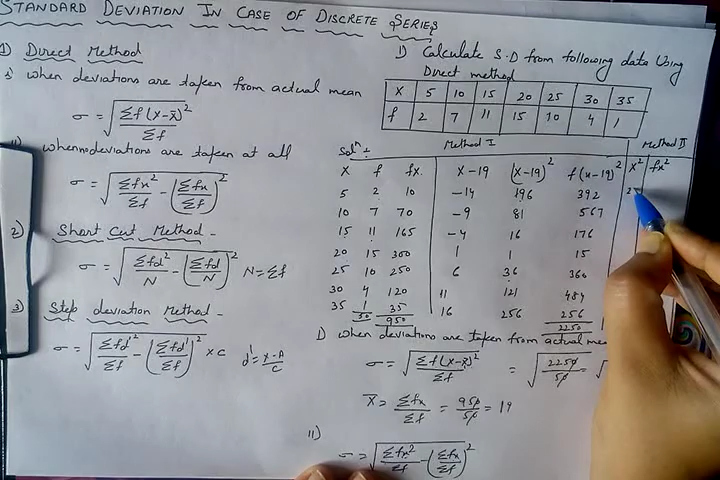 STANDARD DEVIATION IN CASE OF DISCRETE SERIES
1) Direct Method
i) when deviations are taken from actual mean
σ = √Σf(x-x̄)²/Σf
ii) when no deviations are taken at all
σ = √Σfx²/Σf - (Σfx/Σf)²
2) Short Cut Method -
σ = √Σfd²/N - (Σfd/N)² N = Σf
3) Step deviation Method -
σ = √Σfd'²/Σf - (Σfd'/Σf)² × C d' = x-A/C
1) Calculate S.D from following data Using
Direct method
X 5 10 15 20 25 30 35
f 2 7 11 15 10 4 1
Method I Method II
Solⁿ :-
X f fx X-19 (X-19)² f(x-19)² X² fx²
5 2 10 -14 196 392 2
10 7 70 -9 81 567
15 11 165 -4 16 176
20 15 300 1 1 15
25 10 250 6 36 360
30 4 120 11 121 484
35 1 35 16 256 256
50 950 2250
I) when deviations are taken from actual mea
σ = √Σf(x-x̄)²/Σf = √2250/50 = √
X̄ = Σfx/Σf = 950/50 = 19
II)
σ = √Σfx²/Σf - (Σfx/Σf)²